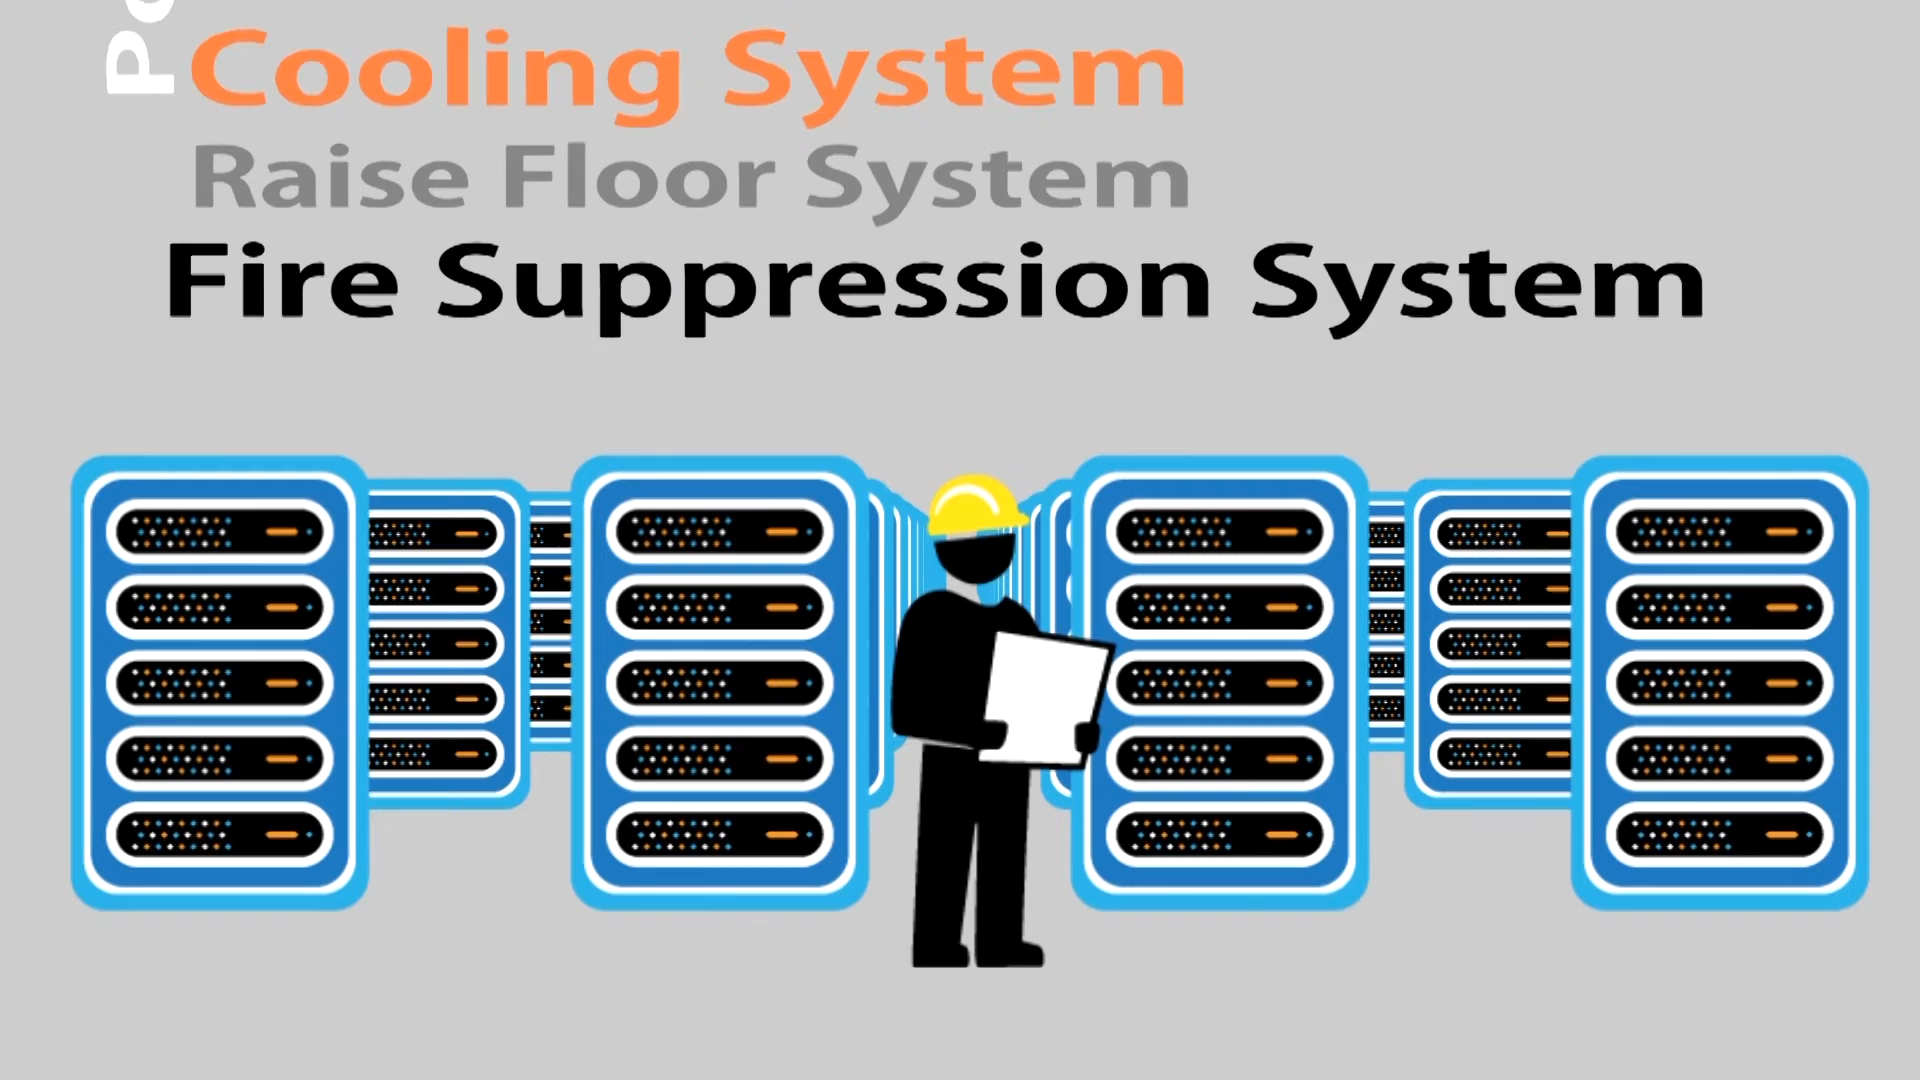 Cooling System
Raise Floor System
Fire Suppression System